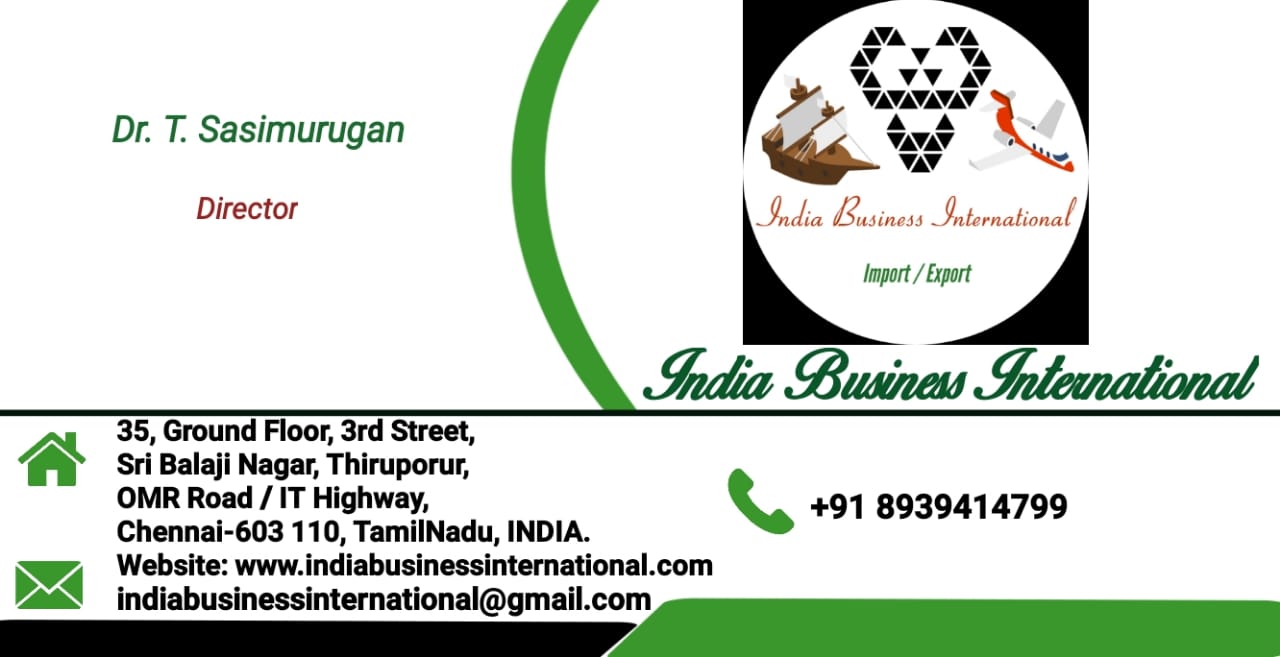 Dr. T. Sasimurugan
Director
India Business International
Import / Export
India Business International
35, Ground Floor, 3rd Street,
Sri Balaji Nagar, Thiruporur,
OMR Road / IT Highway,
Chennai-603 110, TamilNadu, INDIA.
Website: www.indiabusinessinternational.com
indiabusinessinternational@gmail.com
+91 8939414799